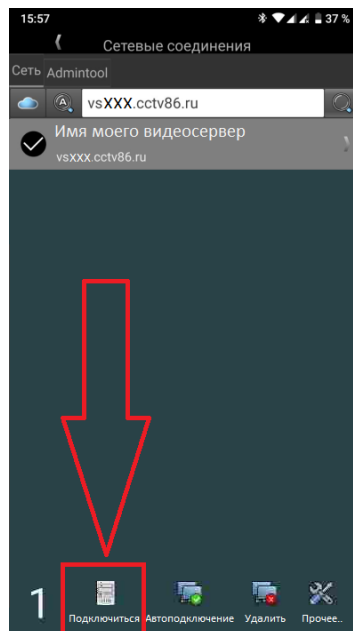 15:57
37 %
Сетевые соединения
Сеть Admintool
vsXXX.cctv86.ru
Имя моего видеосервер
vsxxx.cctv86.ru
1
Подключиться Автоподключение Удалить Прочее..